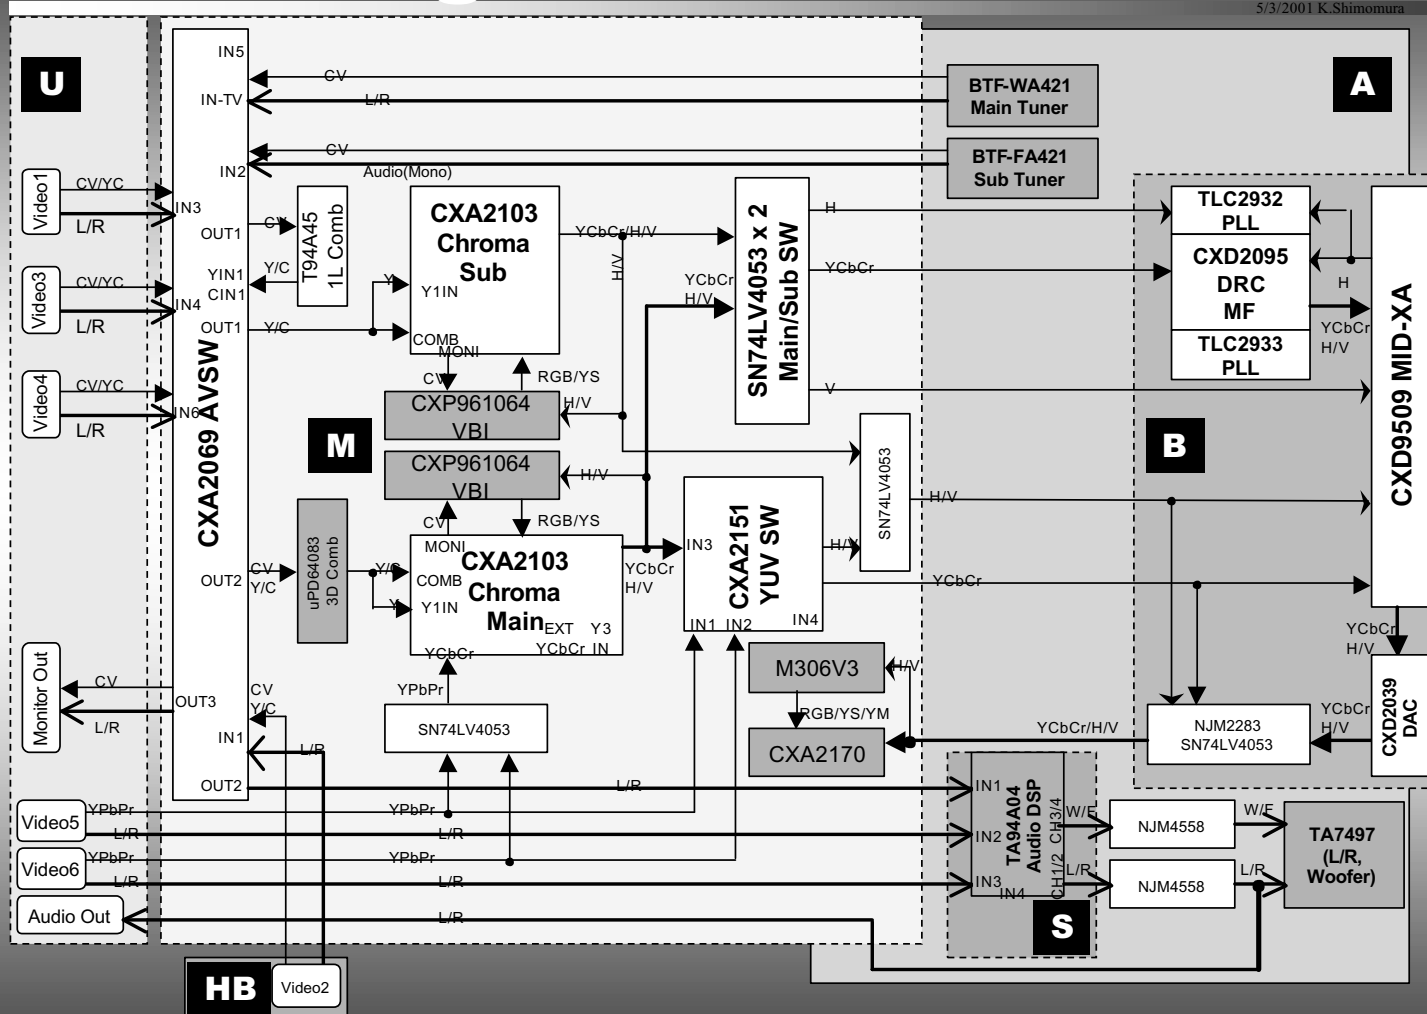 5/3/2001 K.Shimomura
U
A
IN5
CV
IN-TV
L/R
BTF-WA421
Main Tuner
CV
IN2
Audio(Mono)
BTF-FA421
Sub Tuner
Video1
CV/YC
L/R
IN3
OUT1
CV
T94A45
1L Comb
YIN1
CIN1
Y/C
OUT1
Y/C
CXA2103
Chroma
Sub
Y
Y1IN
COMB
MONI
YCbCr/H/V
H/V
YCbCr
H/V
SN74LV4053 x 2
Main/Sub SW
H
YCbCr
V
TLC2932
PLL
CXD2095
DRC
MF
TLC2933
PLL
H
YCbCr
H/V
CXD9509 MID-XA
Video3
CV/YC
L/R
IN4
Video4
CV/YC
L/R
IN6
CXA2069 AVSW
M
B
CV
RGB/YS
CXP961064
VBI
H/V
CXP961064
VBI
H/V
CV
RGB/YS
SN74LV4053
H/V
uPD64083
3D Comb
OUT2
CV
Y/C
Y/C
Y
MONI
COMB
Y1IN
CXA2103
Chroma
Main
EXT
Y3
YCbCr
IN
YCbCr
H/V
IN3
CXA2151
YUV SW
IN1
IN2
IN4
H/V
YCbCr
YCbCr
YPbPr
SN74LV4053
M306V3
H/V
RGB/YS/YM
CXA2170
YCbCr/H/V
NJM2283
SN74LV4053
YCbCr
H/V
YCbCr
H/V
CXD2039
DAC
Monitor Out
CV
L/R
OUT3
CV
Y/C
IN1
L/R
OUT2
L/R
Video5
YPbPr
YPbPr
L/R
L/R
Video6
YPbPr
YPbPr
L/R
L/R
Audio Out
L/R
IN1
IN2
IN3
IN4
TA94A04
Audio DSP
CH3/4
CH1/2
W/F
L/R
NJM4558
NJM4558
W/F
L/R
TA7497
(L/R,
Woofer)
S
HB
Video2